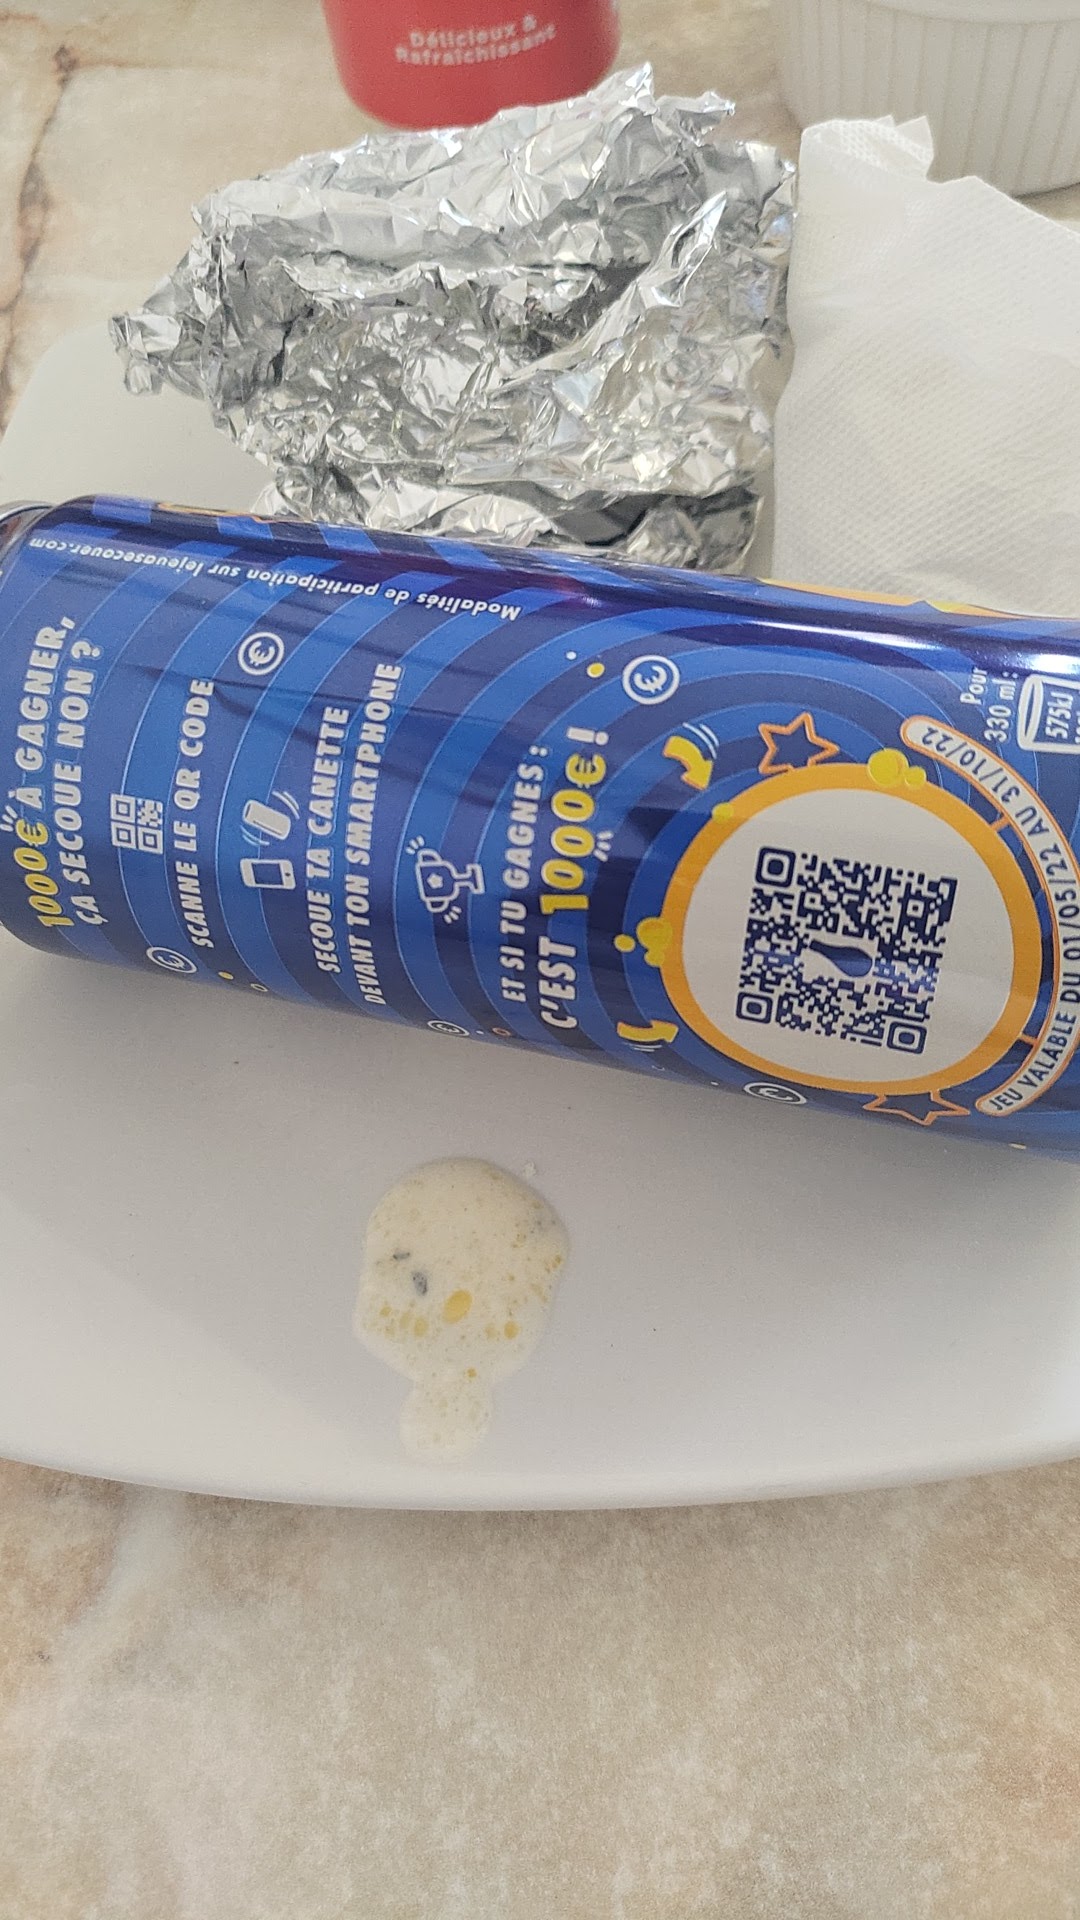 Délicieux &
Rafraîchissant
Modalités de participation sur lejeuasecouer.com
1000€ À GAGNER,
ÇA SECOUE NON ?
SCANNE LE QR CODE
SECOUE TA CANETTE
DEVANT TON SMARTPHONE
ET SI TU GAGNES :
C'EST 1000€ !
JEU VALABLE DU 01/05/22 AU 31/10/22
Pour
330 ml :
575kJ